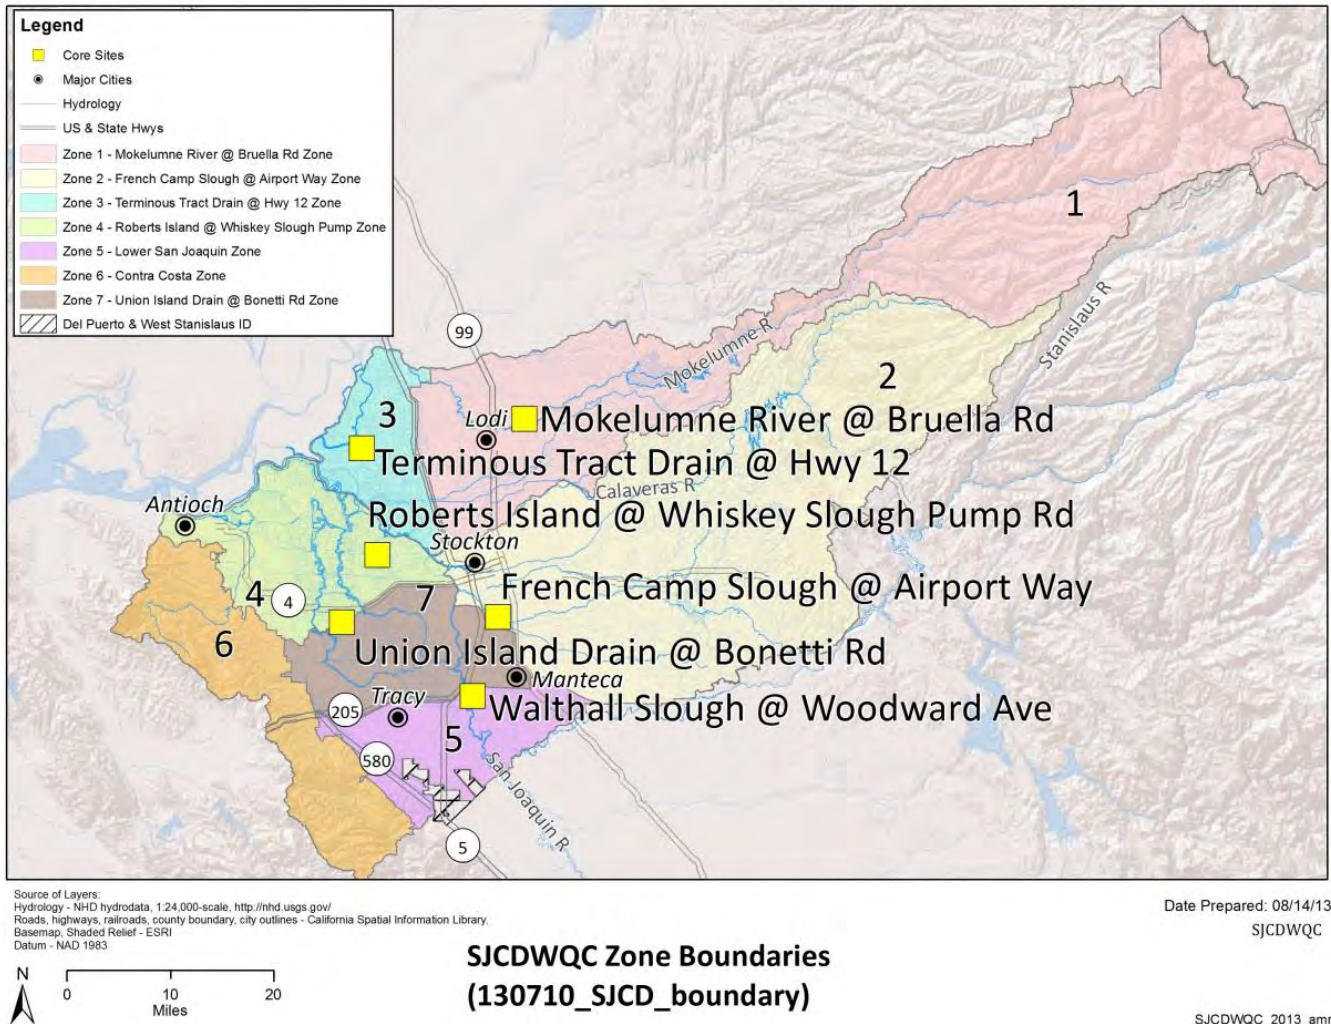 Legend
Core Sites
Major Cities
Hydrology
US & State Hwys
Zone 1 - Mokelumne River @ Bruella Rd Zone
Zone 2 - French Camp Slough @ Airport Way Zone
Zone 3 - Terminous Tract Drain @ Hwy 12 Zone
Zone 4 - Roberts Island @ Whiskey Slough Pump Zone
Zone 5 - Lower San Joaquin Zone
Zone 6 - Contra Costa Zone
Zone 7 - Union Island Drain @ Bonetti Rd Zone
Del Puerto & West Stanislaus ID
1
Stanislaus R
99
Mokelumne R
2
3
Lodi
Mokelumne River @ Bruella Rd
Terminous Tract Drain @ Hwy 12
Calaveras R
Antioch
Roberts Island @ Whiskey Slough Pump Rd
Stockton
French Camp Slough @ Airport Way
4
4
7
6
Union Island Drain @ Bonetti Rd
Manteca
Tracy
205
Walthall Slough @ Woodward Ave
5
580
San Joaquin R
5
Source of Layers:
Hydrology - NHD hydrodata, 1:24,000-scale, http://nhd.usgs.gov/
Roads, highways, railroads, county boundary, city outlines - California Spatial Information Library.
Basemap, Shaded Relief - ESRI
Datum - NAD 1983
Date Prepared: 08/14/13
SJCDWQC
N
0 10 20
Miles
SJCDWQC Zone Boundaries
(130710_SJCD_boundary)
SJCDWQC_2013_amr